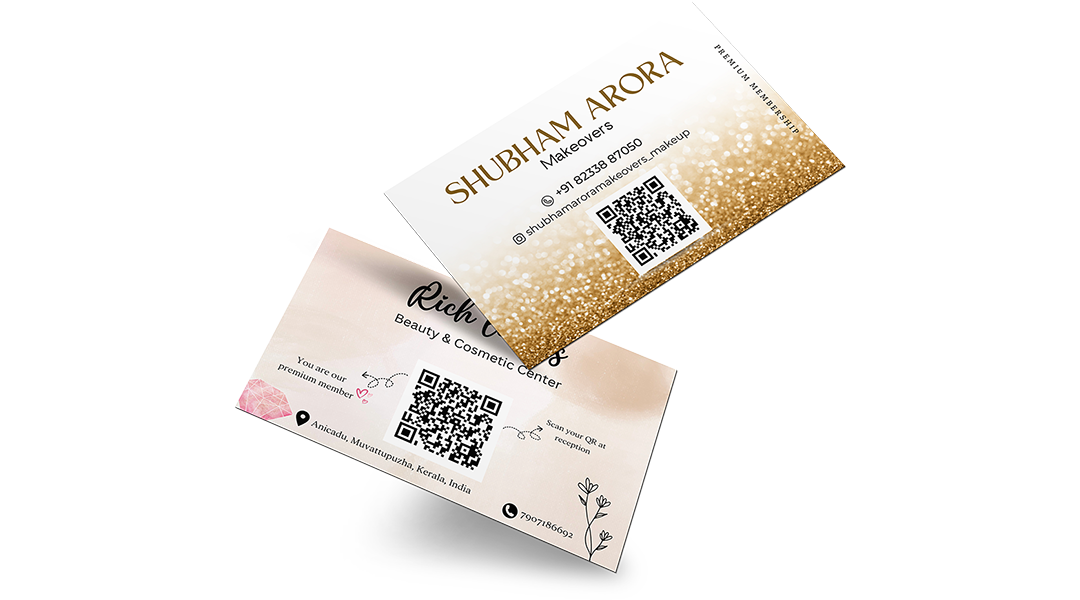 SHUBHAM ARORA
Makeovers
+91 82338 87050
shubhamaroramakeovers_makeup
PREMIUM MEMBERSHIP
Rich
Beauty & Cosmetic Center
You are our
premium member
Scan your QR at
reception
Anicadu, Muvattupuzha, Kerala, India
7907186692